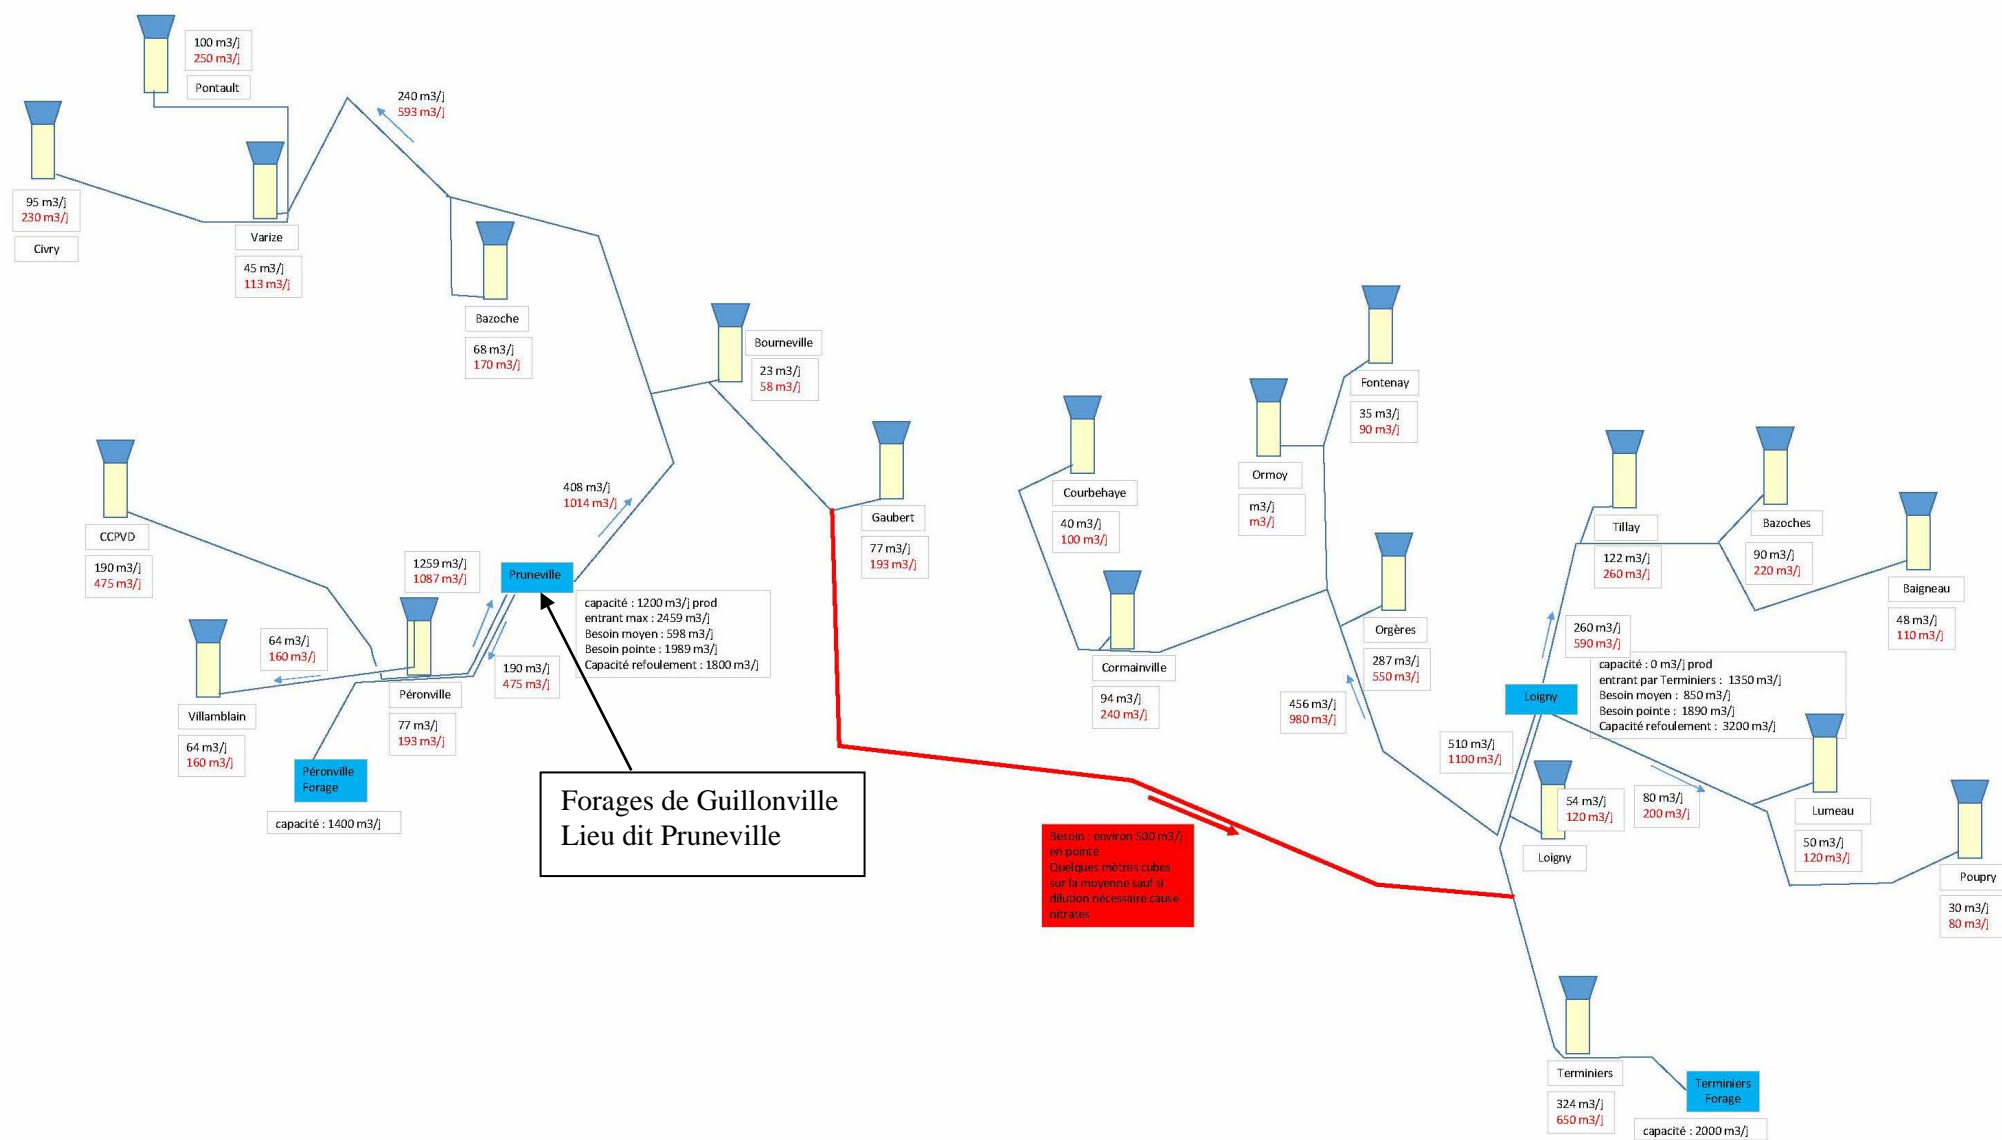 100 m3/j
250 m3/j
Pontault
240 m3/j
593 m3/j
95 m3/j
230 m3/j
Civry
Varize
45 m3/j
113 m3/j
Bazoche
68 m3/j
170 m3/j
Bourneville
23 m3/j
58 m3/j
Gaubert
77 m3/j
193 m3/j
408 m3/j
1014 m3/j
CCPVD
190 m3/j
475 m3/j
1259 m3/j
1087 m3/j
Pruneville
capacité : 1200 m3/j prod
entrant max : 2459 m3/j
Besoin moyen : 598 m3/j
Besoin pointe : 1989 m3/j
Capacité refoulement : 1800 m3/j
64 m3/j
160 m3/j
190 m3/j
475 m3/j
Villamblain
64 m3/j
160 m3/j
Péronville
77 m3/j
193 m3/j
Péronville
Forage
capacité : 1400 m3/j
Forages de Guillonville
Lieu dit Pruneville
Courbehaye
40 m3/j
100 m3/j
Ormoy
m3/j
m3/j
Fontenay
35 m3/j
90 m3/j
Cormainville
94 m3/j
240 m3/j
Orgères
287 m3/j
550 m3/j
456 m3/j
980 m3/j
Tillay
122 m3/j
260 m3/j
Bazoches
90 m3/j
220 m3/j
Baigneau
48 m3/j
110 m3/j
260 m3/j
590 m3/j
Loigny
capacité : 0 m3/j prod
entrant par Terminiers : 1350 m3/j
Besoin moyen : 850 m3/j
Besoin pointe : 1890 m3/j
Capacité refoulement : 3200 m3/j
510 m3/j
1100 m3/j
54 m3/j
120 m3/j
Loigny
80 m3/j
200 m3/j
Lumeau
50 m3/j
120 m3/j
Poupry
30 m3/j
80 m3/j
Besoin : environ 500 m3/j
en pointe
Quelques mètres cubes
sur la moyenne sauf si
dilution nécessaire cause
nitrates
Terminiers
324 m3/j
650 m3/j
Terminiers
Forage
capacité : 2000 m3/j